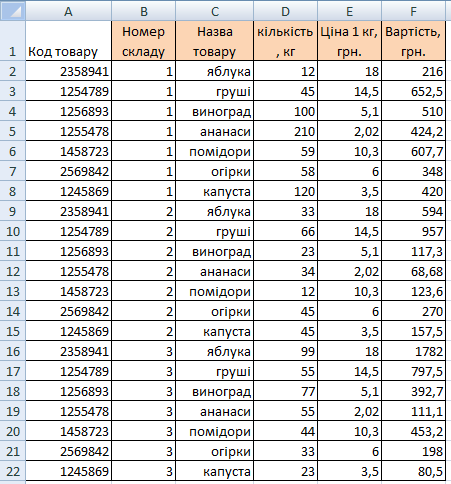 A B C D E F
1 Код товару Номер складу Назва товару кількість, кг Ціна 1 кг, грн. Вартість, грн.
2 2358941 1 яблука 12 18 216
3 1254789 1 груші 45 14,5 652,5
4 1256893 1 виноград 100 5,1 510
5 1255478 1 ананаси 210 2,02 424,2
6 1458723 1 помідори 59 10,3 607,7
7 2569842 1 огірки 58 6 348
8 1245869 1 капуста 120 3,5 420
9 2358941 2 яблука 33 18 594
10 1254789 2 груші 66 14,5 957
11 1256893 2 виноград 23 5,1 117,3
12 1255478 2 ананаси 34 2,02 68,68
13 1458723 2 помідори 12 10,3 123,6
14 2569842 2 огірки 45 6 270
15 1245869 2 капуста 45 3,5 157,5
16 2358941 3 яблука 99 18 1782
17 1254789 3 груші 55 14,5 797,5
18 1256893 3 виноград 77 5,1 392,7
19 1255478 3 ананаси 55 2,02 111,1
20 1458723 3 помідори 44 10,3 453,2
21 2569842 3 огірки 33 6 198
22 1245869 3 капуста 23 3,5 80,5